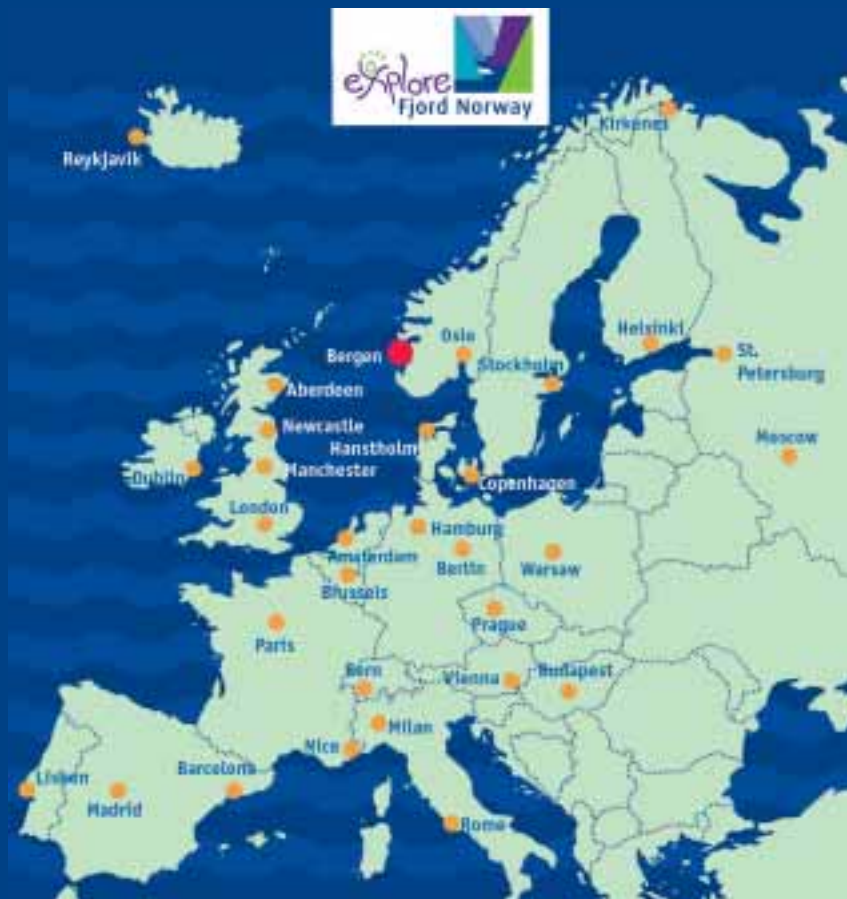 explore
Fjord Norway
Kirkenes
Reykjavik
Bergen
Oslo
Helsinki
Stockholm
St.
Petersburg
Aberdeen
Newcastle
Hanstholm
Moscow
Dublin
Manchester
Copenhagen
London
Hamburg
Amsterdam
Berlin
Warsaw
Brussels
Prague
Paris
Bern
Vienna
Budapest
Milan
Nice
Lisbon
Barcelona
Madrid
Rome